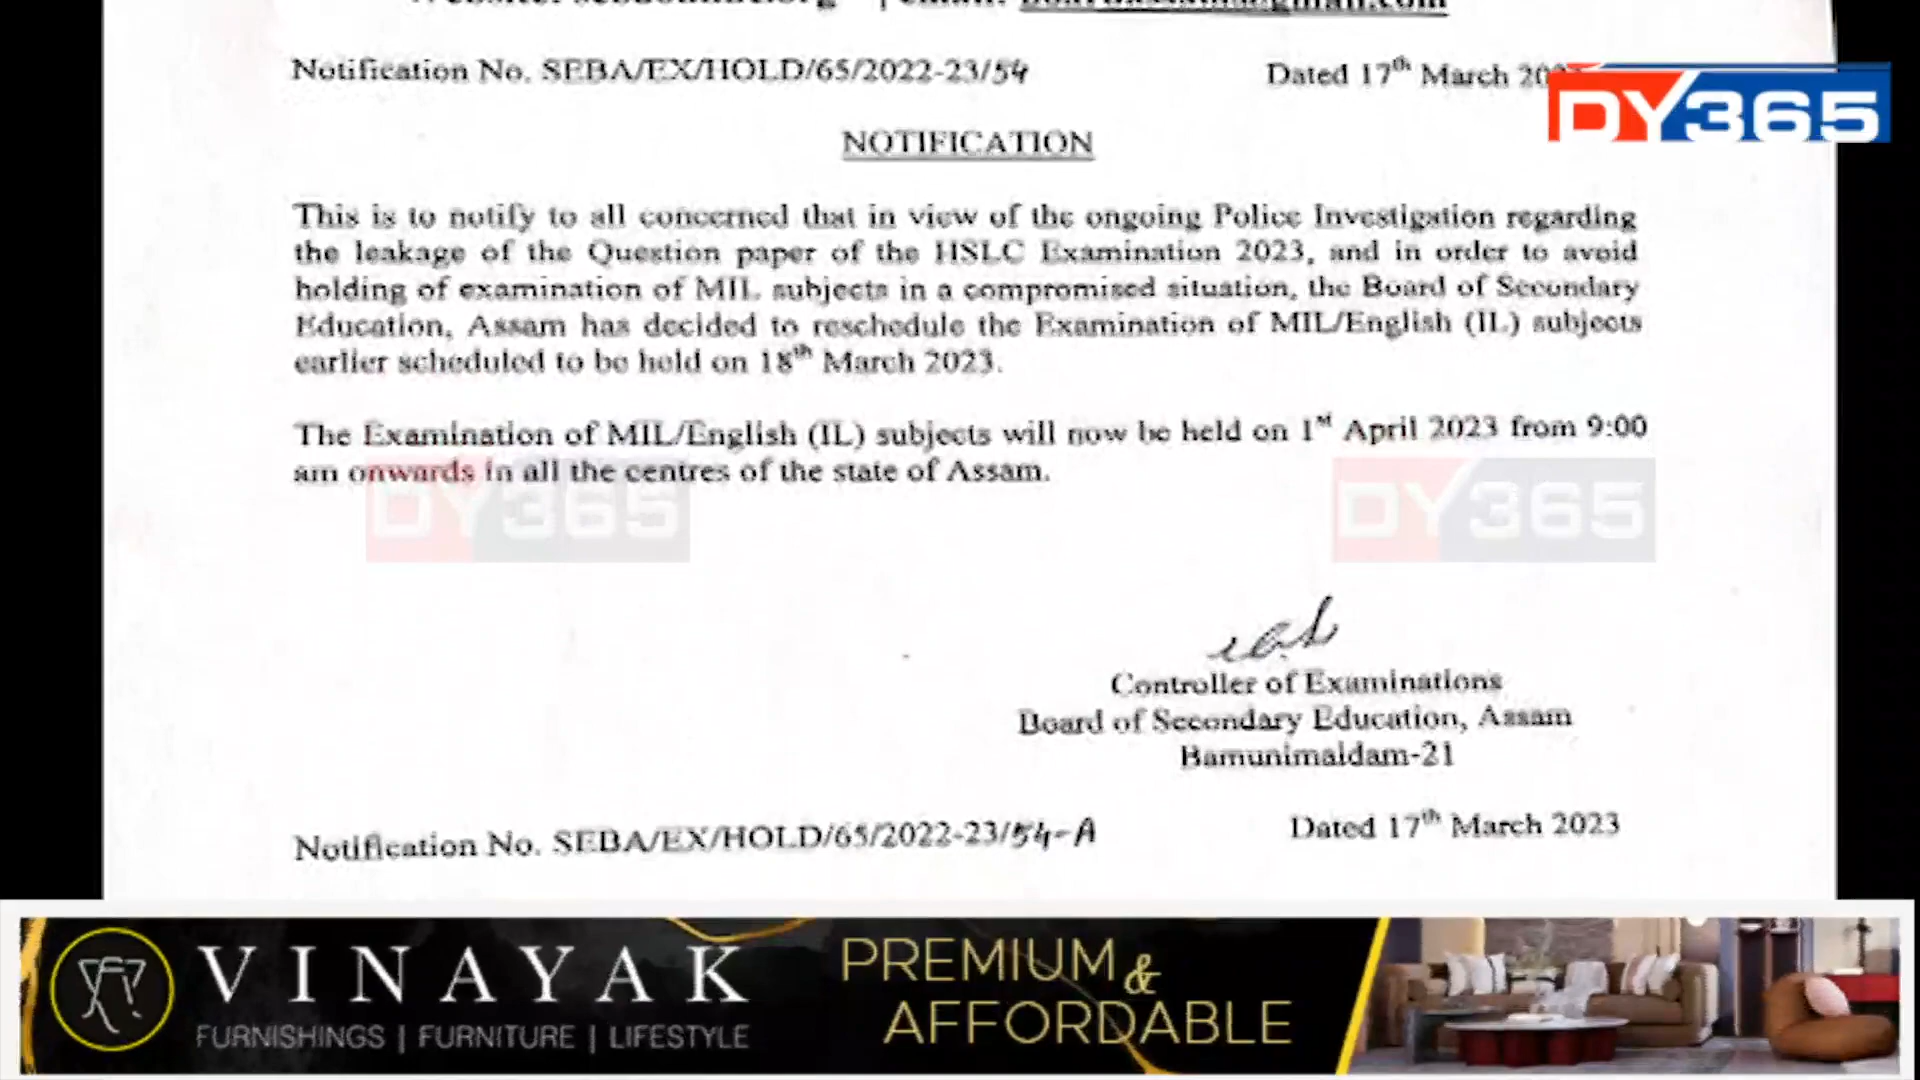 Notification No. SEBA/EX/HOLD/65/2022-23/54
Dated 17th March
DY365
NOTIFICATION
This is to notify to all concerned that in view of the ongoing Police Investigation regarding
the leakage of the Question paper of the HSLC Examination 2023, and in order to avoid
holding of examination of MIL subjects in a compromised situation, the Board of Secondary
Education, Assam has decided to reschedule the Examination of MIL/English (IL) subjects
earlier scheduled to be held on 18th March 2023.
The Examination of MIL/English (IL) subjects will now be held on 1st April 2023 from 9:00
am onwards in all the centres of the state of Assam.
DY365
DY365
Controller of Examinations
Board of Secondary Education, Assam
Bamunimaidam-21
Notification No. SEBA/EX/HOLD/65/2022-23/54-A
Dated 17th March 2023
VINAYAK
FURNISHINGS | FURNITURE | LIFESTYLE
PREMIUM &
AFFORDABLE